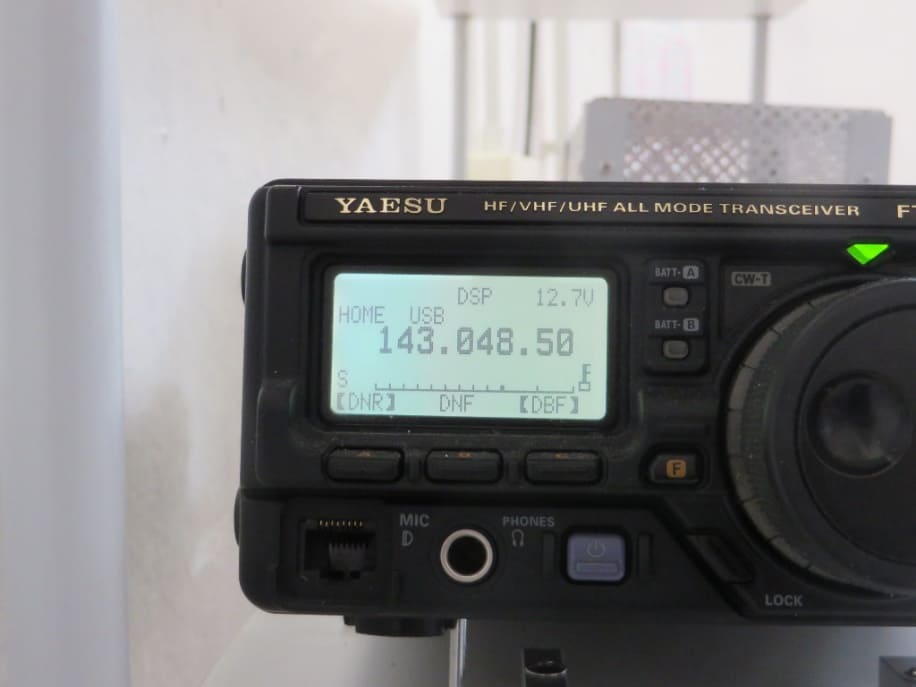 YAESU HF/VHF/UHF ALL MODE TRANSCEIVER FT
BATT-A
CW-T
BATT-B
DSP 12.7V
HOME USB
143.048.50
S
[DNR] DNF [DBF]
A B C
F
MIC
PHONES
LOCK